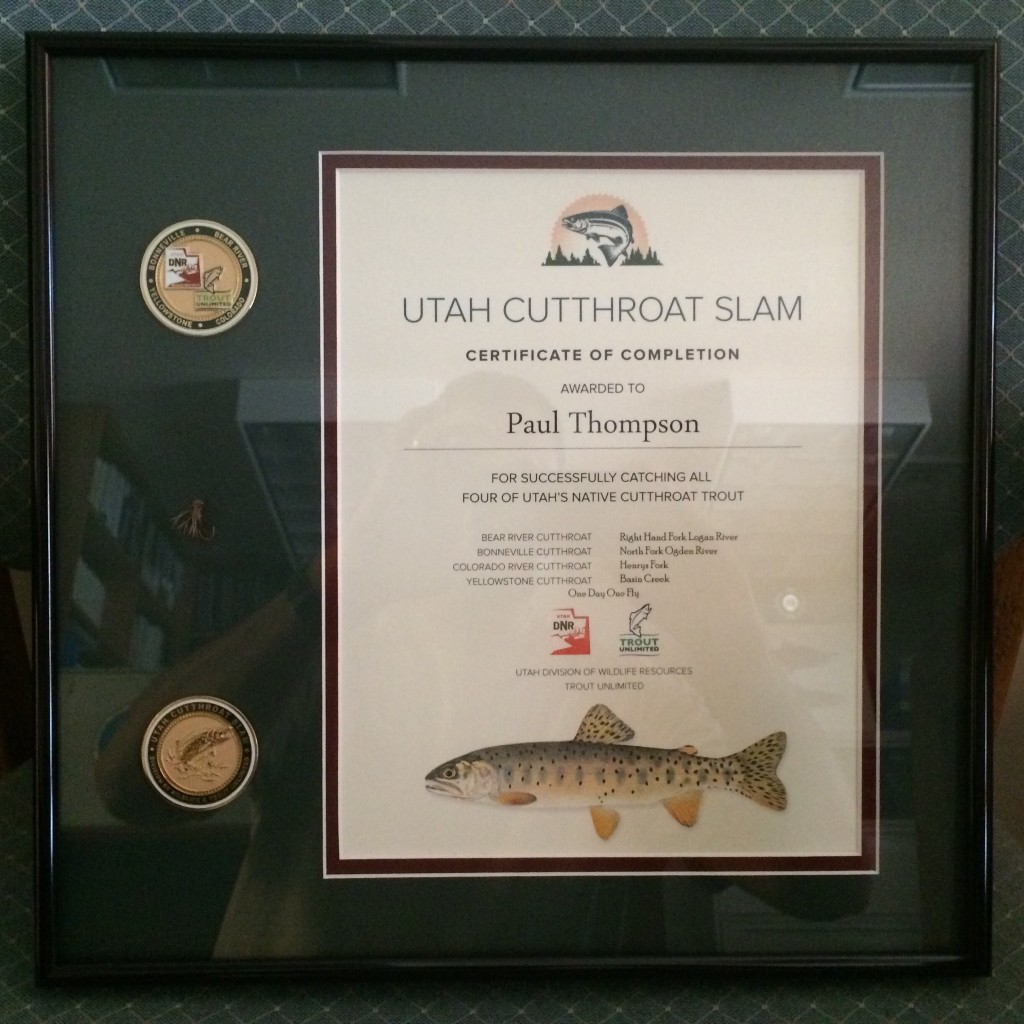 BONNEVILLE • BEAR RIVER
YELLOWSTONE • COLORADO
UTAH
DNR
TROUT
UNLIMITED
UTAH CUTTHROAT SLAM
UTAH CUTTHROAT SLAM
CERTIFICATE OF COMPLETION
AWARDED TO
Paul Thompson
FOR SUCCESSFULLY CATCHING ALL
FOUR OF UTAH'S NATIVE CUTTHROAT TROUT
BEAR RIVER CUTTHROAT Right Hand Fork Logan River
BONNEVILLE CUTTHROAT North Fork Ogden River
COLORADO RIVER CUTTHROAT Henrys Fork
YELLOWSTONE CUTTHROAT Basin Creek
One Day One Fly
UTAH
DNR
TROUT
UNLIMITED
UTAH DIVISION OF WILDLIFE RESOURCES
TROUT UNLIMITED